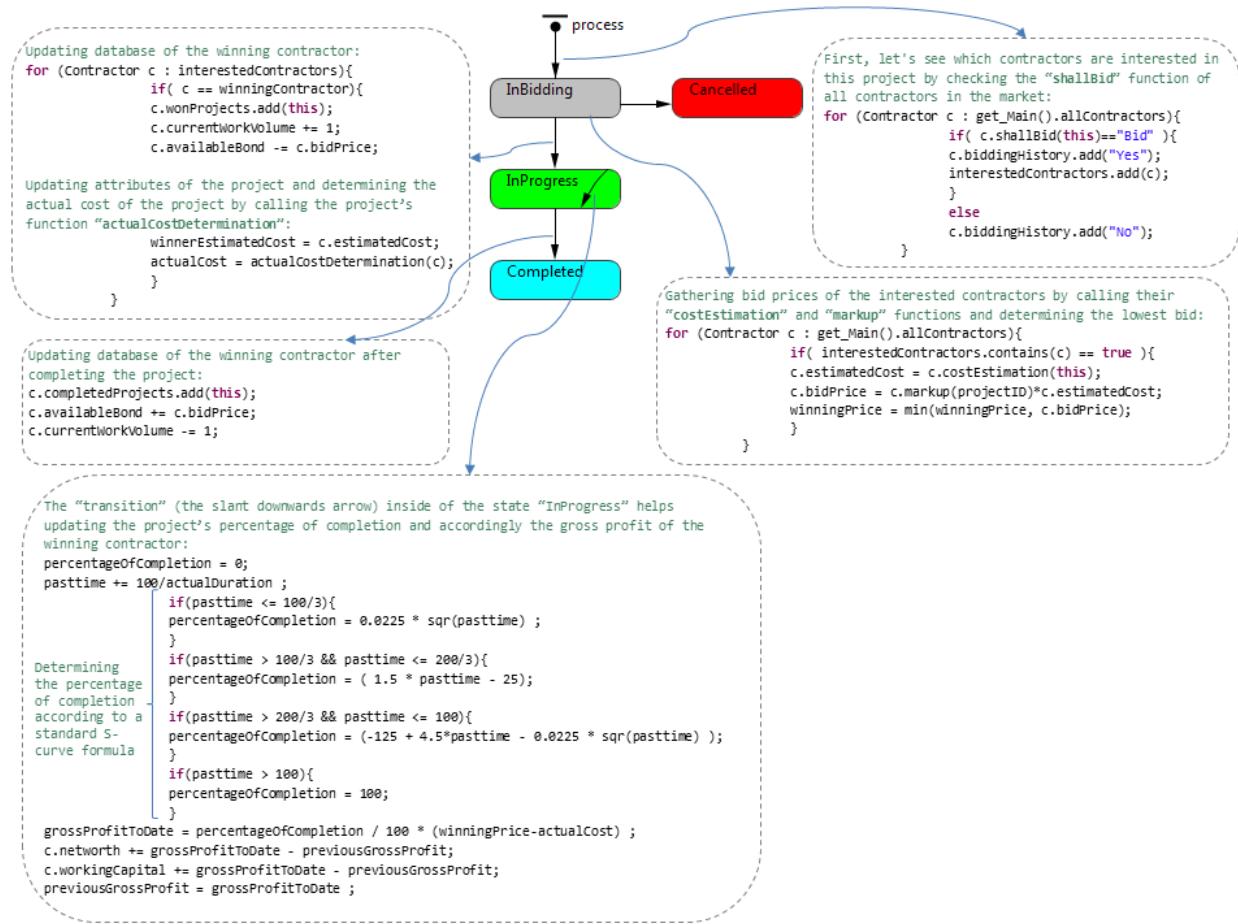 process
InBidding
Cancelled
InProgress
Completed
Updating database of the winning contractor:
for (Contractor c : interestedContractors){
if( c == winningContractor){
c.wonProjects.add(this);
c.currentWorkVolume += 1;
c.availableBond -= c.bidPrice;
Updating attributes of the project and determining the
actual cost of the project by calling the project's
function “actualCostDetermination”:
winnerEstimatedCost = c.estimatedCost;
actualCost = actualCostDetermination(c);
}
}
First, let's see which contractors are interested in
this project by checking the “shallBid” function of
all contractors in the market:
for (Contractor c : get_Main().allContractors){
if( c.shallBid(this)=="Bid" ){
c.biddingHistory.add("Yes");
interestedContractors.add(c);
}
else
c.biddingHistory.add("No");
}
Gathering bid prices of the interested contractors by calling their
“costEstimation” and “markup” functions and determining the lowest bid:
for (Contractor c : get_Main().allContractors){
if( interestedContractors.contains(c) == true ){
c.estimatedCost = c.costEstimation(this);
c.bidPrice = c.markup(projectID)*c.estimatedCost;
winningPrice = min(winningPrice, c.bidPrice);
}
}
Updating database of the winning contractor after
completing the project:
c.completedProjects.add(this);
c.availableBond += c.bidPrice;
c.currentWorkVolume -= 1;
The “transition” (the slant downwards arrow) inside of the state “InProgress” helps
updating the project's percentage of completion and accordingly the gross profit of the
winning contractor:
percentageOfCompletion = 0;
pasttime += 100/actualDuration ;
if(pasttime <= 100/3){
percentageOfCompletion = 0.0225 * sqr(pasttime) ;
}
if(pasttime > 100/3 && pasttime <= 200/3){
percentageOfCompletion = ( 1.5 * pasttime - 25);
}
if(pasttime > 200/3 && pasttime <= 100){
percentageOfCompletion = (-125 + 4.5*pasttime - 0.0225 * sqr(pasttime) );
}
if(pasttime > 100){
percentageOfCompletion = 100;
}
Determining
the percentage
of completion
according to a
standard S-
curve formula
grossProfitToDate = percentageOfCompletion / 100 * (winningPrice-actualCost) ;
c.networth += grossProfitToDate - previousGrossProfit;
c.workingCapital += grossProfitToDate - previousGrossProfit;
previousGrossProfit = grossProfitToDate ;